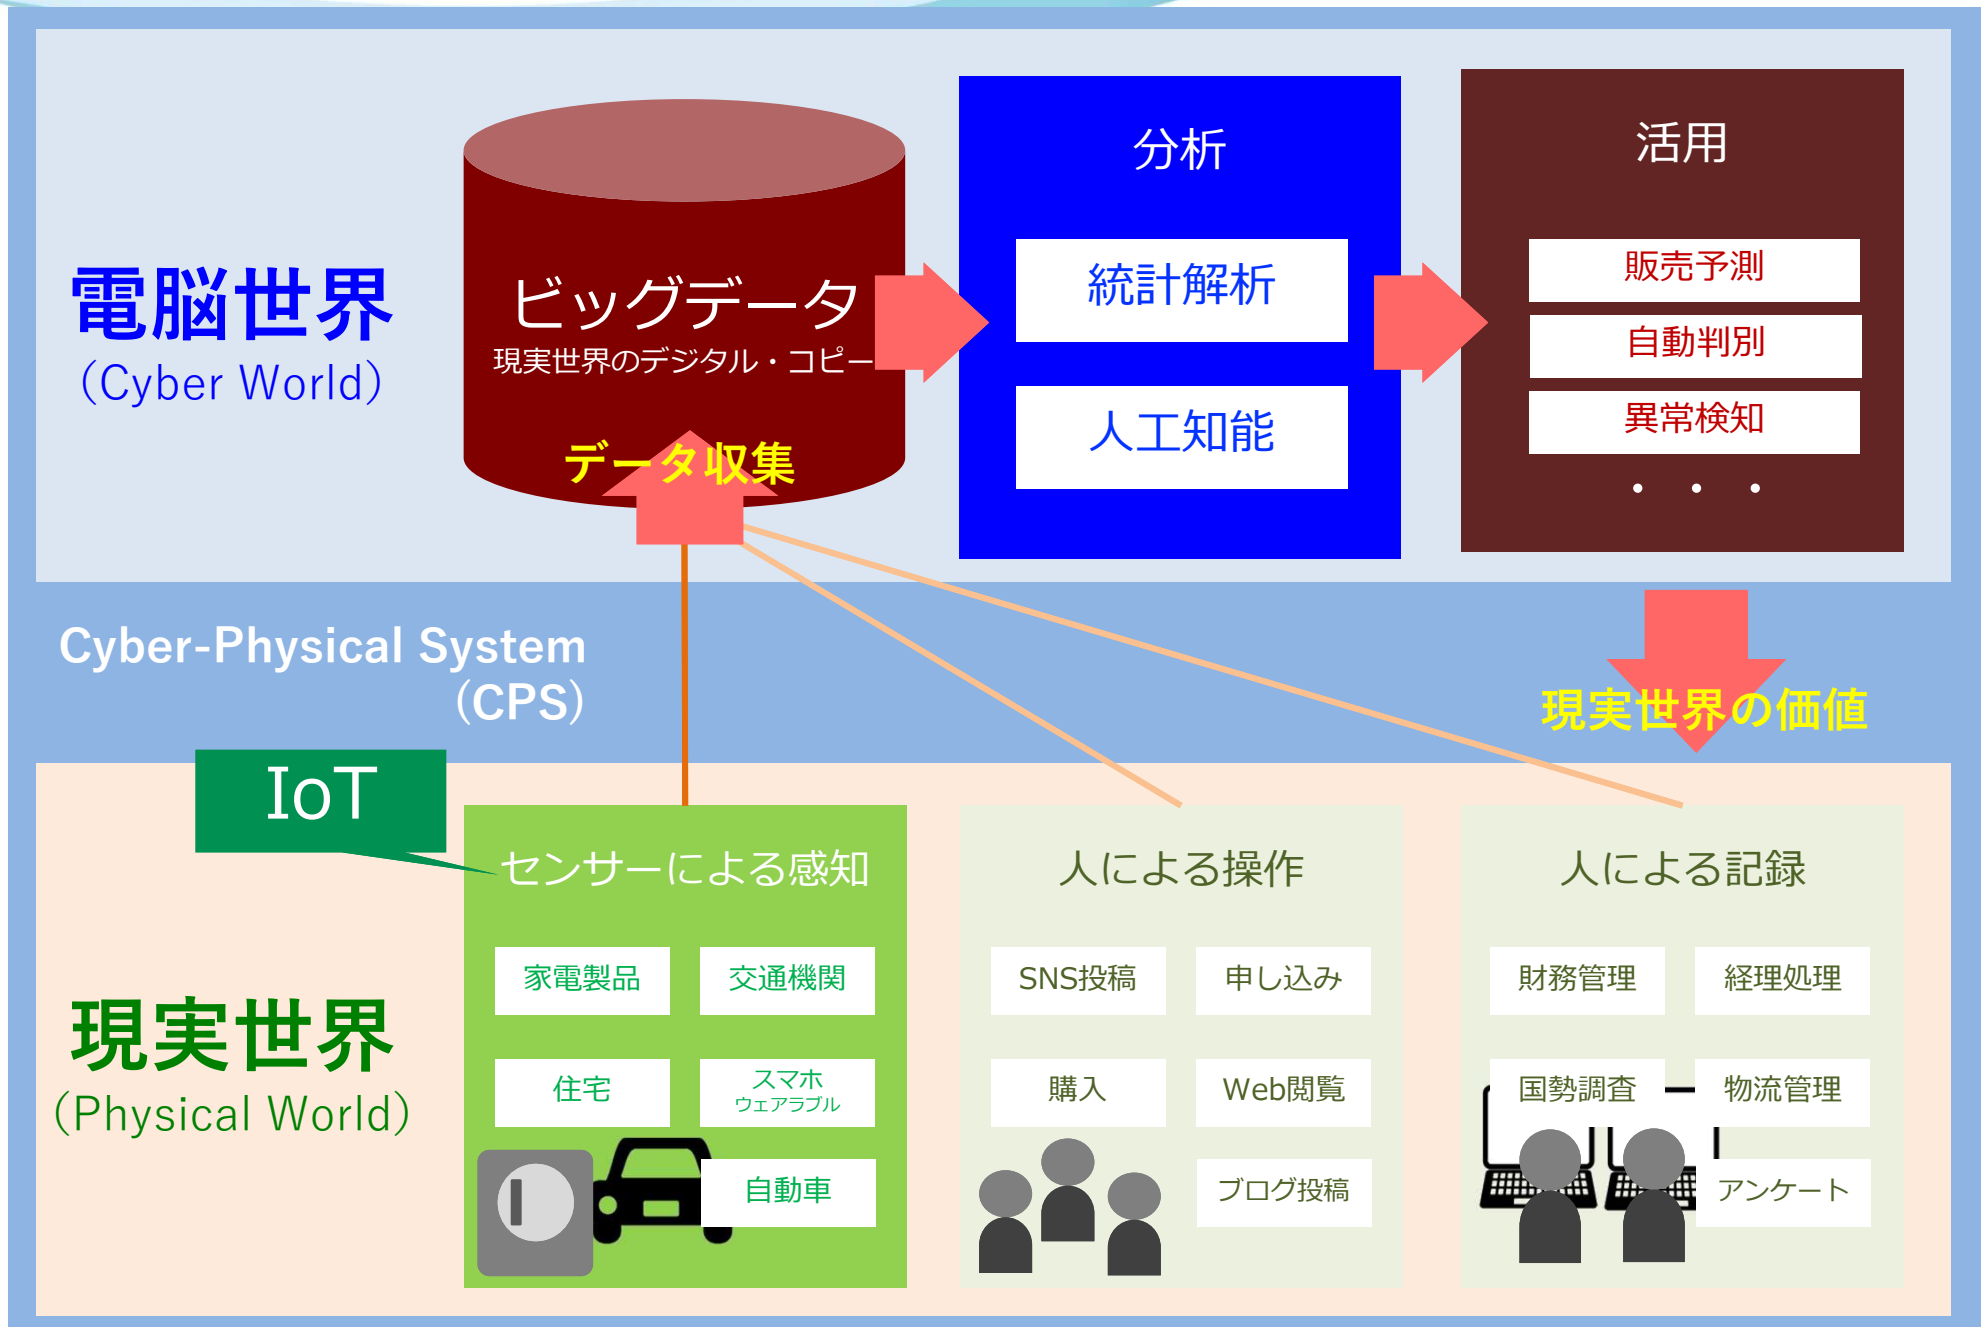 電脳世界
（Cyber World）
ビッグデータ
現実世界のデジタル・コピー
データ収集
分析
統計解析
人工知能
活用
販売予測
自動判別
異常検知
・・・
Cyber-Physical System
（CPS）
現実世界の価値
IoT
現実世界
（Physical World）
センサーによる感知
家電製品
交通機関
住宅
スマホ
ウェアラブル
自動車
人による操作
SNS投稿
申し込み
購入
Web閲覧
ブログ投稿
人による記録
財務管理
経理処理
国勢調査
物流管理
アンケート